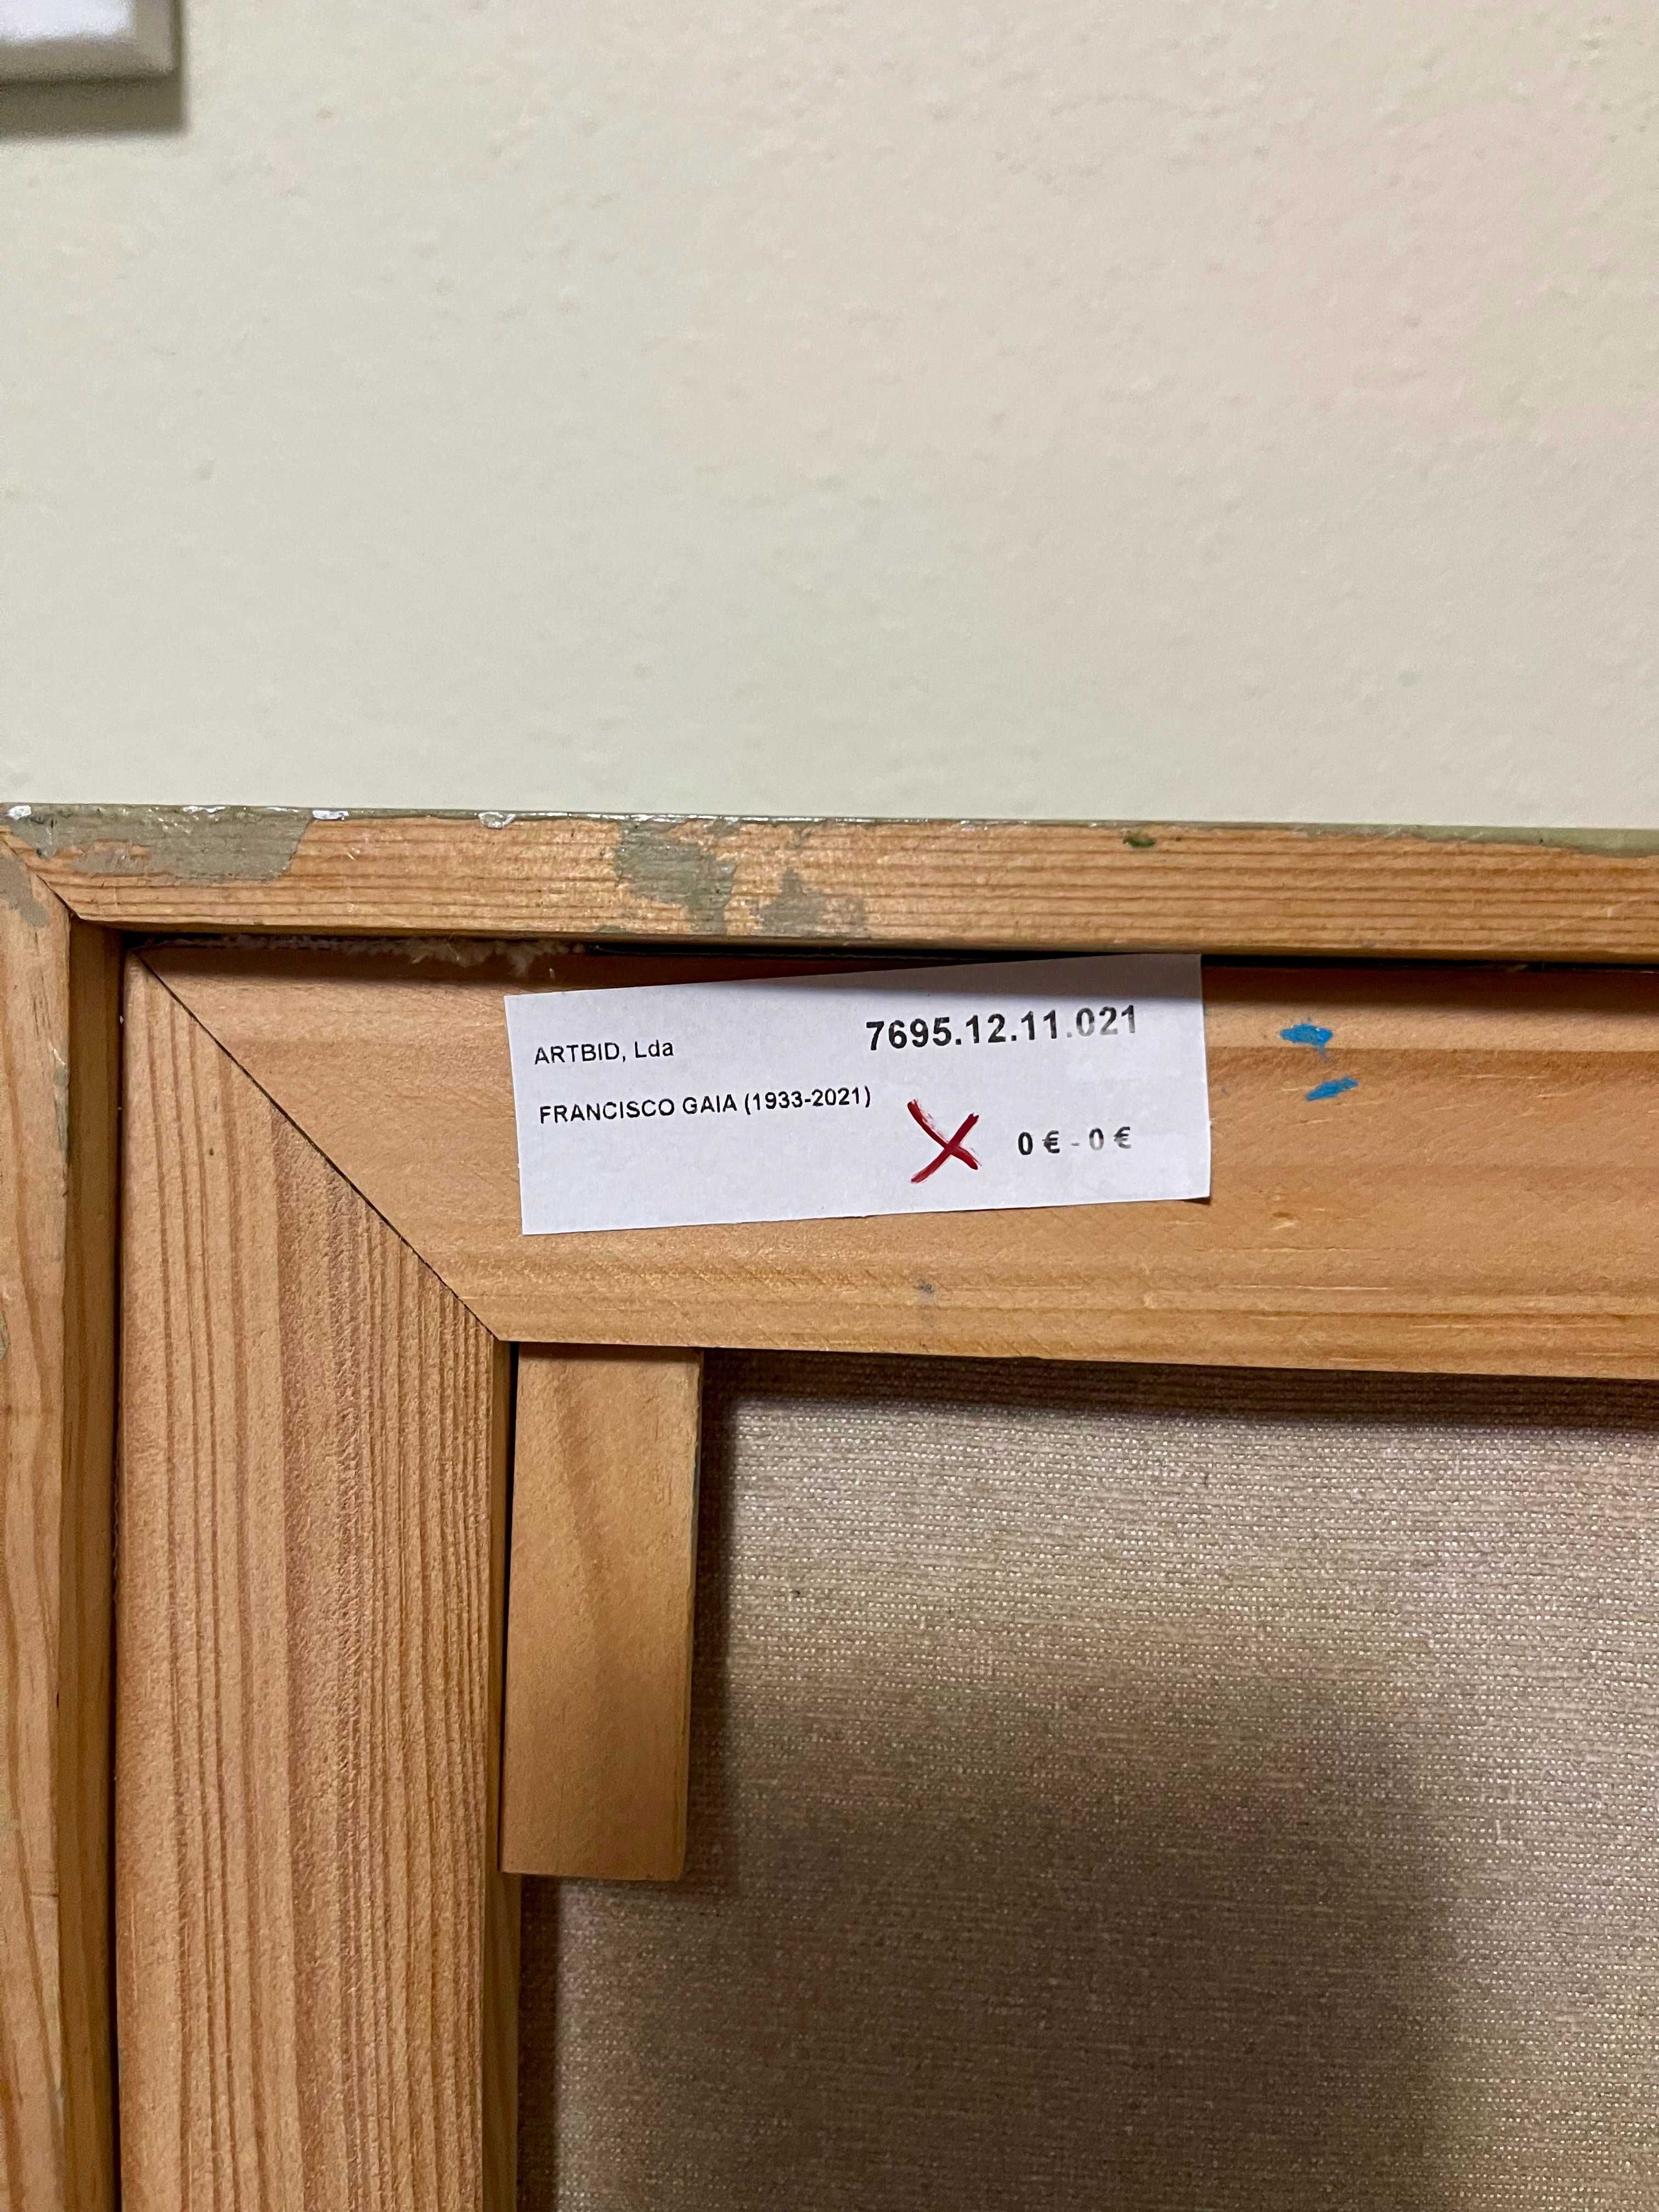 ARTBID, Lda 7695.12.11.021
FRANCISCO GAIA (1933-2021)
0 € - 0 €